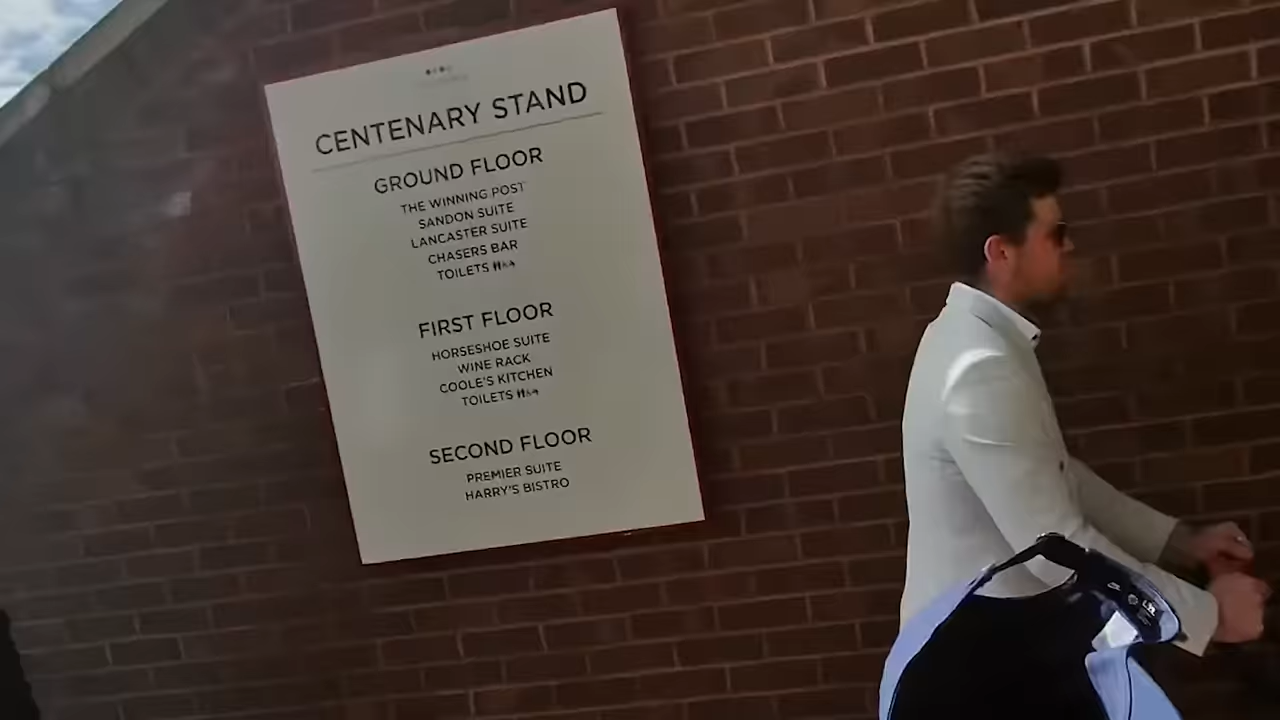 CENTENARY STAND
GROUND FLOOR
THE WINNING POST
SANDON SUITE
LANCASTER SUITE
CHASERS BAR
TOILETS
FIRST FLOOR
HORSESHOE SUITE
WINE RACK
COOLE'S KITCHEN
TOILETS
SECOND FLOOR
PREMIER SUITE
HARRY'S BISTRO